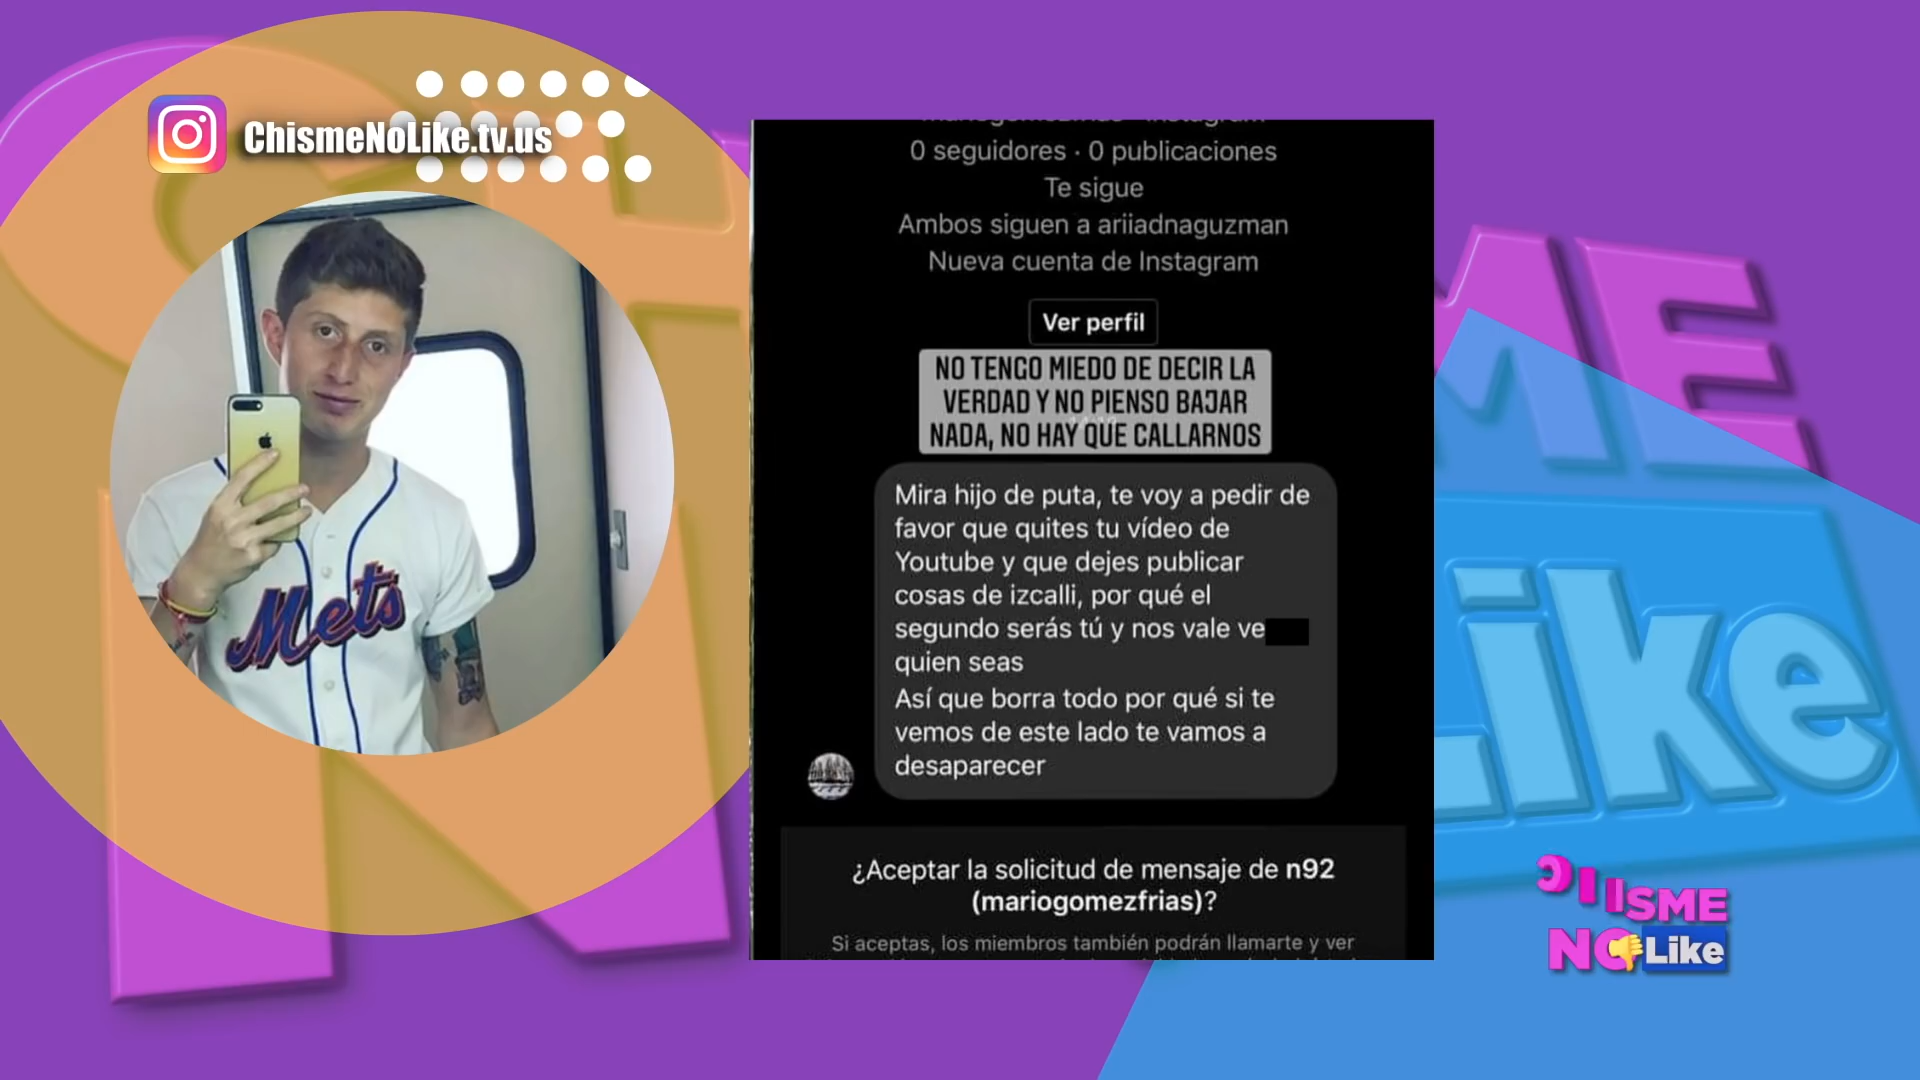 ChismeNoLike.tv.us
0 seguidores · 0 publicaciones
Te sigue
Ambos siguen a ariiadnaguzman
Nueva cuenta de Instagram
Ver perfil
NO TENGO MIEDO DE DECIR LA
VERDAD Y NO PIENSO BAJAR
NADA, NO HAY QUE CALLARNOS
Mira hijo de puta, te voy a pedir de
favor que quites tu vídeo de
Youtube y que dejes publicar
cosas de izcalli, por qué el
segundo serás tú y nos vale ve
quien seas
Así que borra todo por qué si te
vemos de este lado te vamos a
desaparecer
¿Aceptar la solicitud de mensaje de n92
(mariogomezfrias)?
Si aceptas, los miembros también podrán llamarte y ver
Mets
ME
Like
CHISME
NO Like